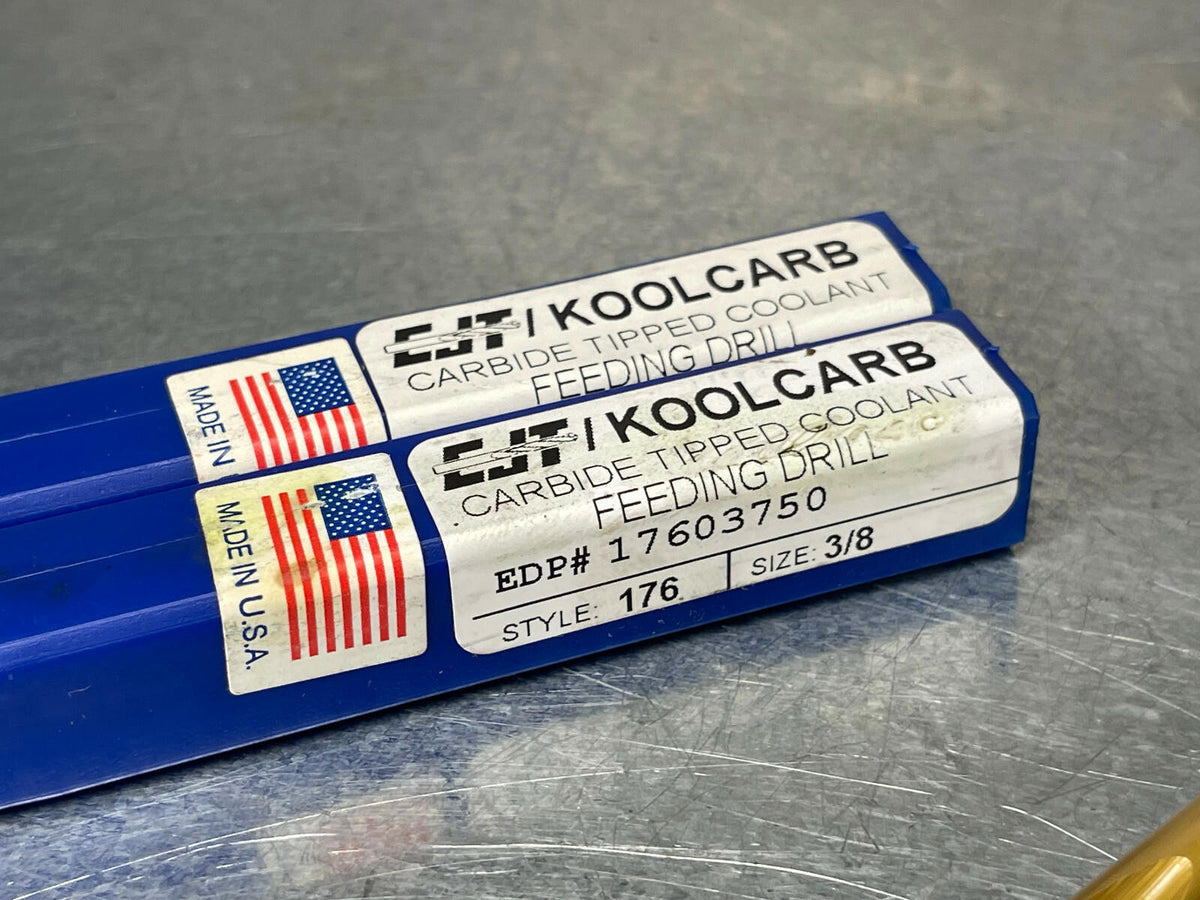 CJT / KOOLCARB
CARBIDE TIPPED COOLANT
FEEDING DRILL
MADE IN
CJT / KOOLCARB
CARBIDE TIPPED COOLANT
FEEDING DRILL
EDP# 17603750
STYLE: 176 SIZE: 3/8
MADE IN U.S.A.